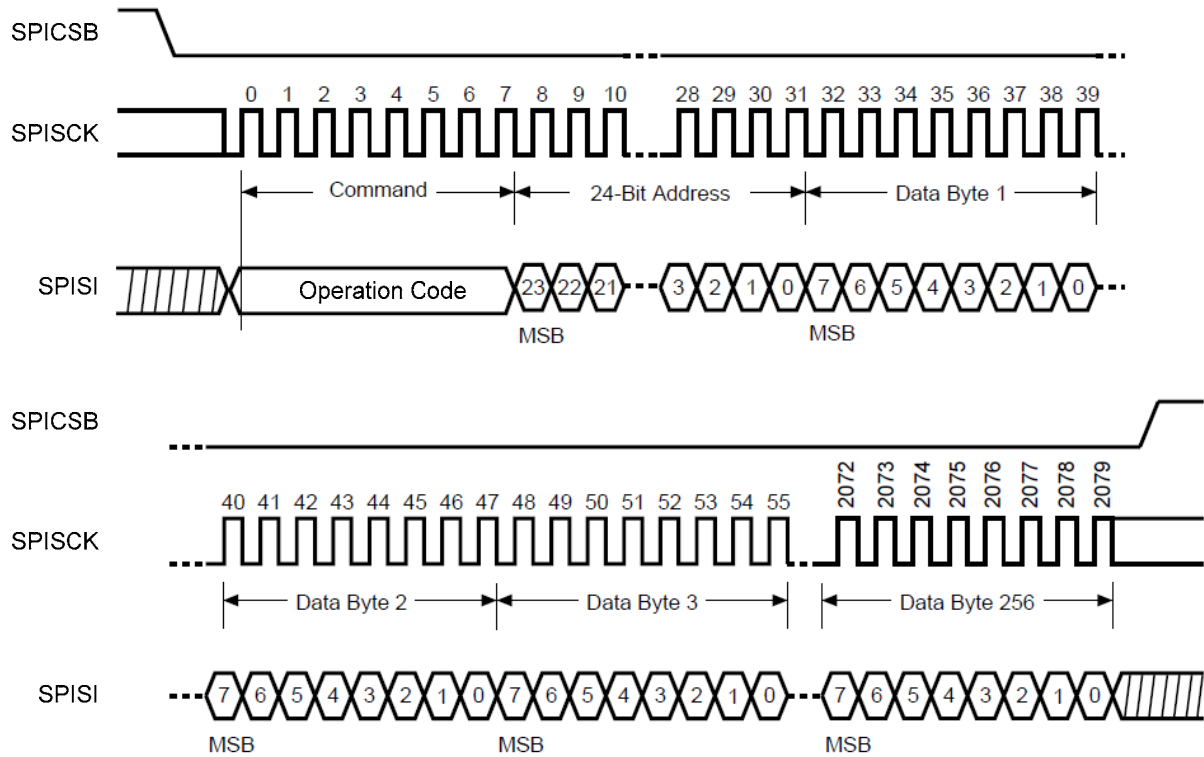 SPICSB
0 1 2 3 4 5 6 7 8 9 10 28 29 30 31 32 33 34 35 36 37 38 39
SPISCK
Command 24-Bit Address Data Byte 1
SPISI Operation Code 23 22 21 3 2 1 0 7 6 5 4 3 2 1 0
MSB MSB
SPICSB
40 41 42 43 44 45 46 47 48 49 50 51 52 53 54 55 2072 2073 2074 2075 2076 2077 2078 2079
SPISCK
Data Byte 2 Data Byte 3 Data Byte 256
SPISI 7 6 5 4 3 2 1 0 7 6 5 4 3 2 1 0 7 6 5 4 3 2 1 0
MSB MSB MSB